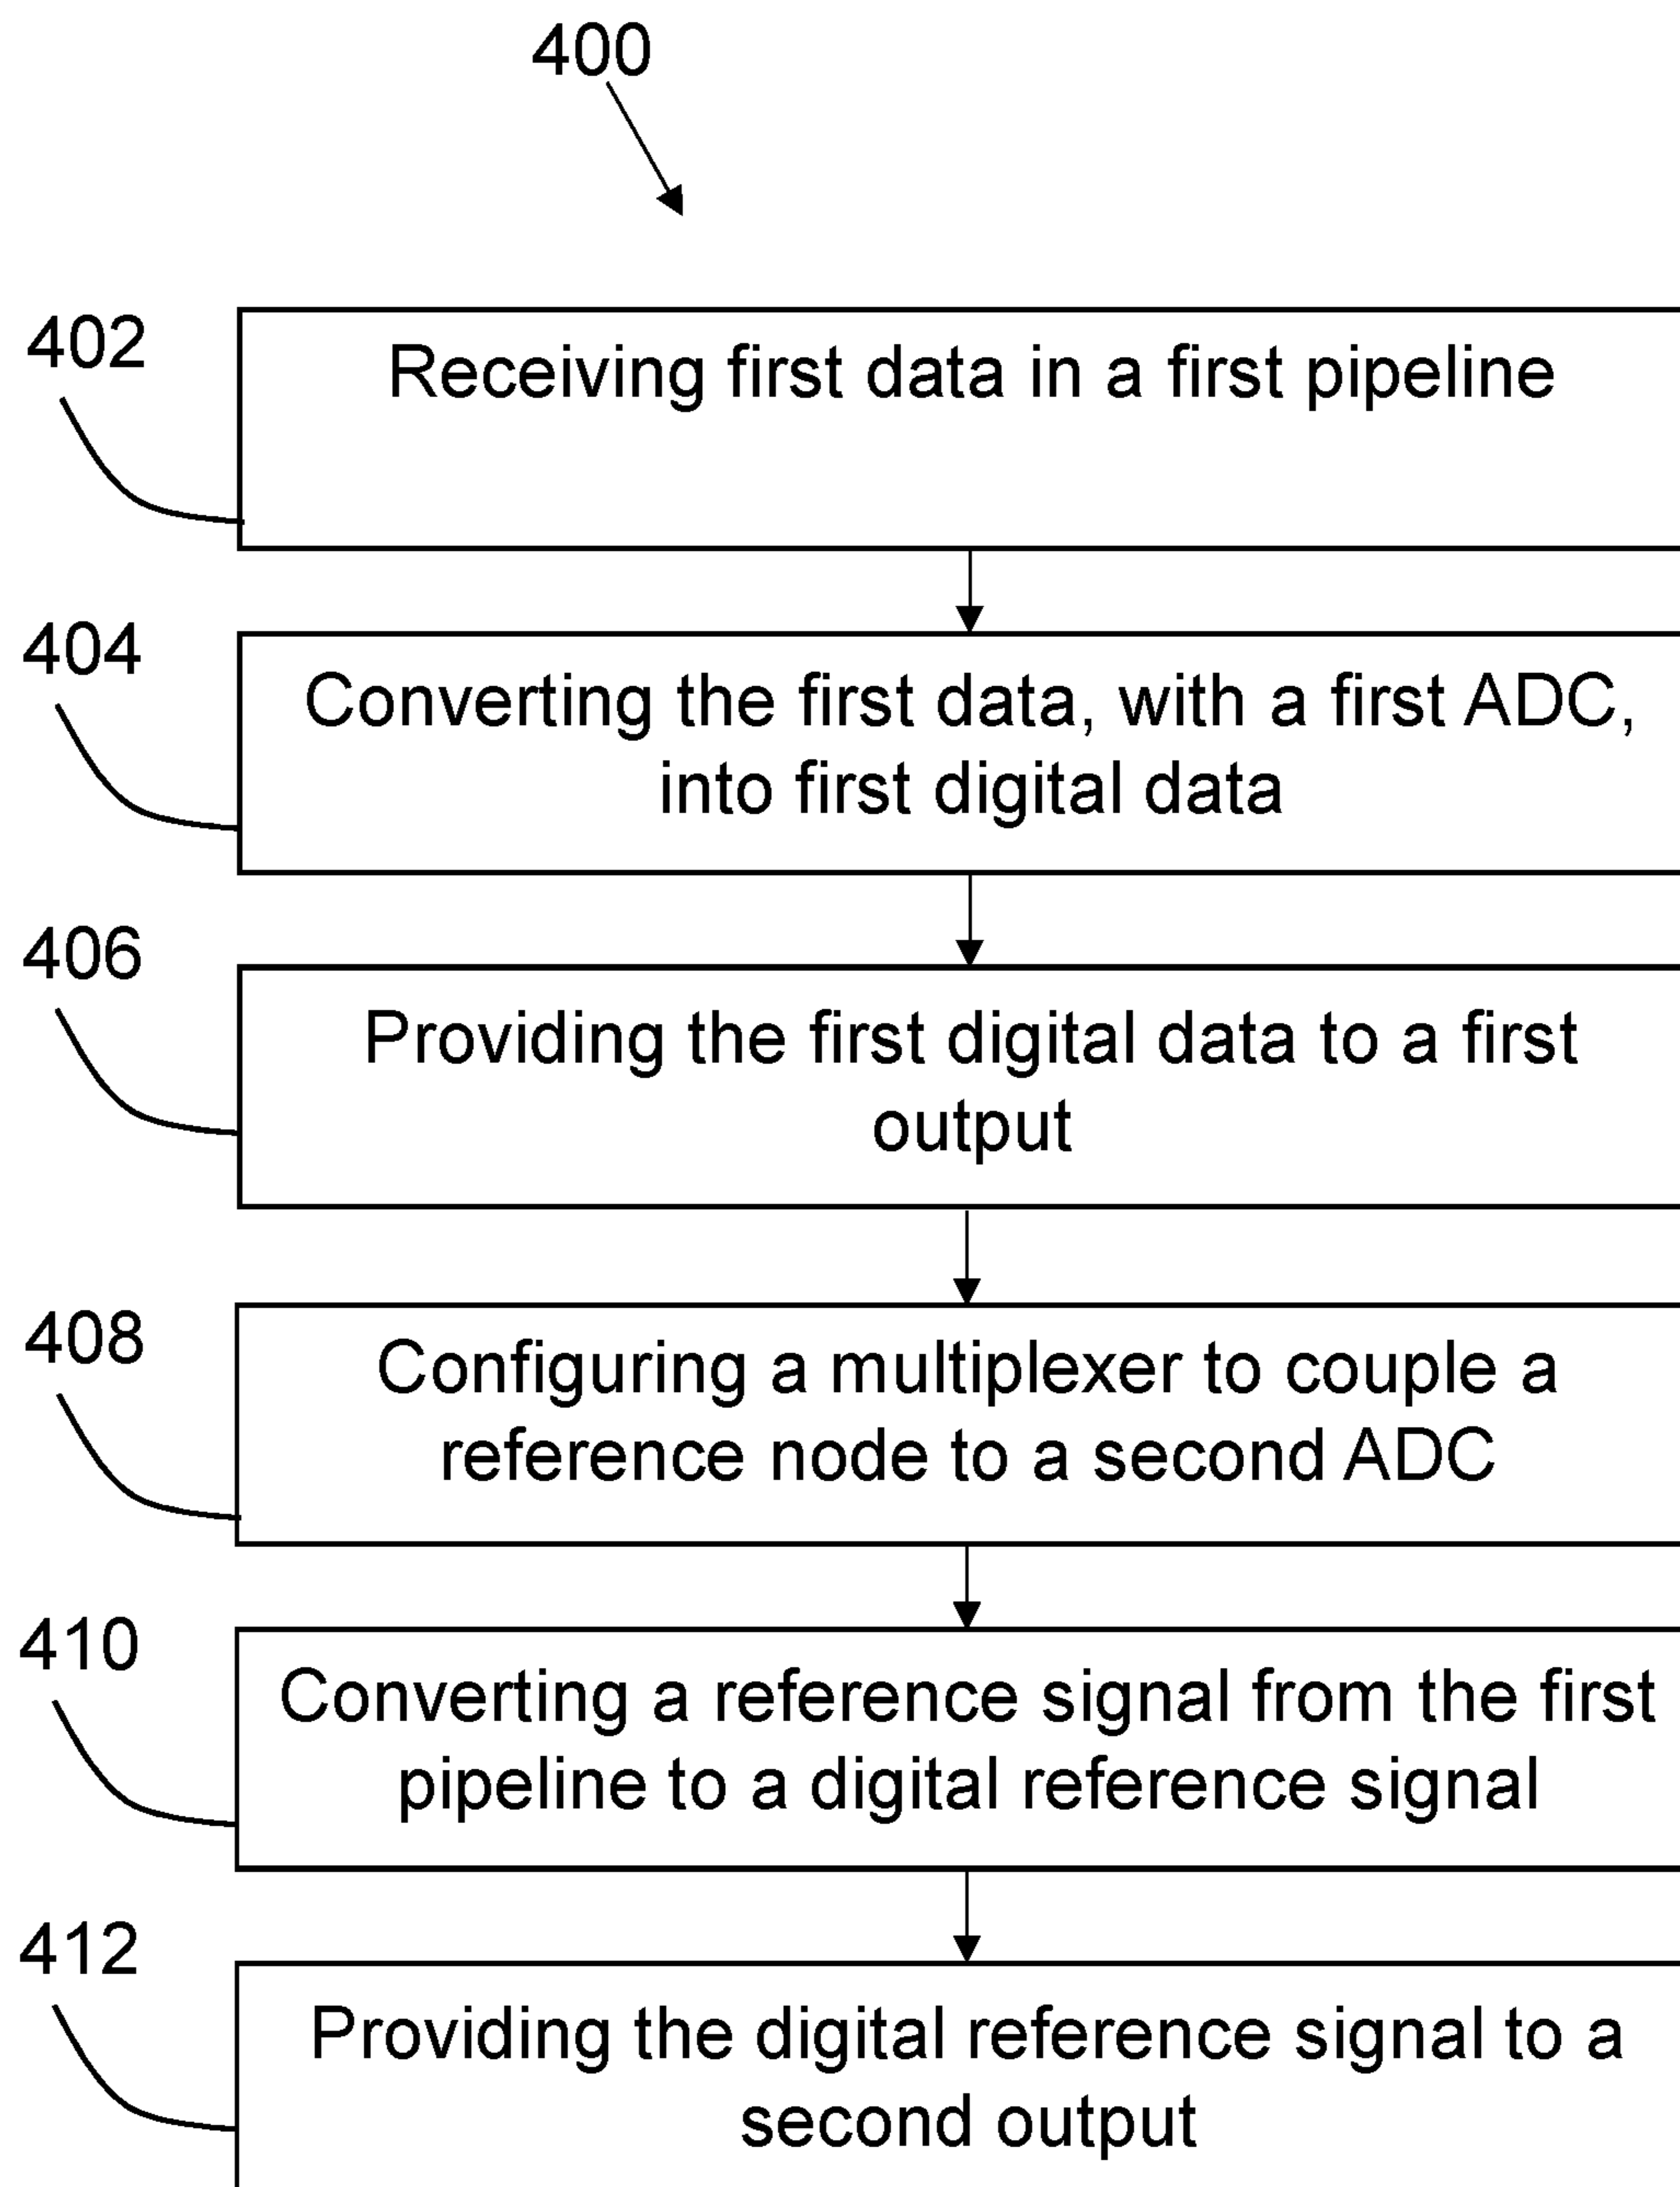 400
402
Receiving first data in a first pipeline
404
Converting the first data, with a first ADC,
into first digital data
406
Providing the first digital data to a first
output
408
Configuring a multiplexer to couple a
reference node to a second ADC
410
Converting a reference signal from the first
pipeline to a digital reference signal
412
Providing the digital reference signal to a
second output